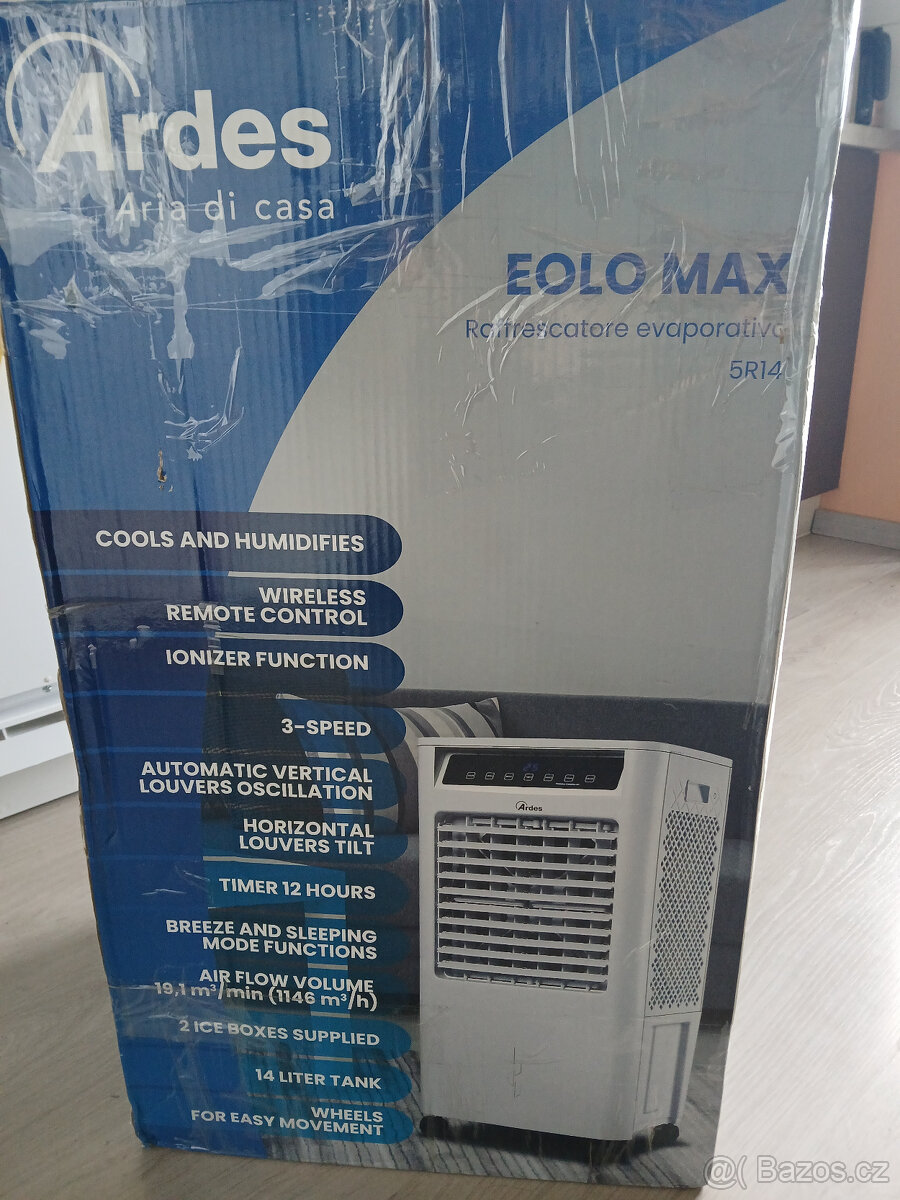 Ardes
Aria di casa
EOLO MAX
Raffrescatore evaporativo
5R14
COOLS AND HUMIDIFIES
WIRELESS
REMOTE CONTROL
IONIZER FUNCTION
3-SPEED
AUTOMATIC VERTICAL
LOUVERS OSCILLATION
HORIZONTAL
LOUVERS TILT
TIMER 12 HOURS
BREEZE AND SLEEPING
MODE FUNCTIONS
AIR FLOW VOLUME
19,1 m³/min (1146 m³/h)
2 ICE BOXES SUPPLIED
14 LITER TANK
WHEELS
FOR EASY MOVEMENT
25
Ardes
@( Bazos.cz